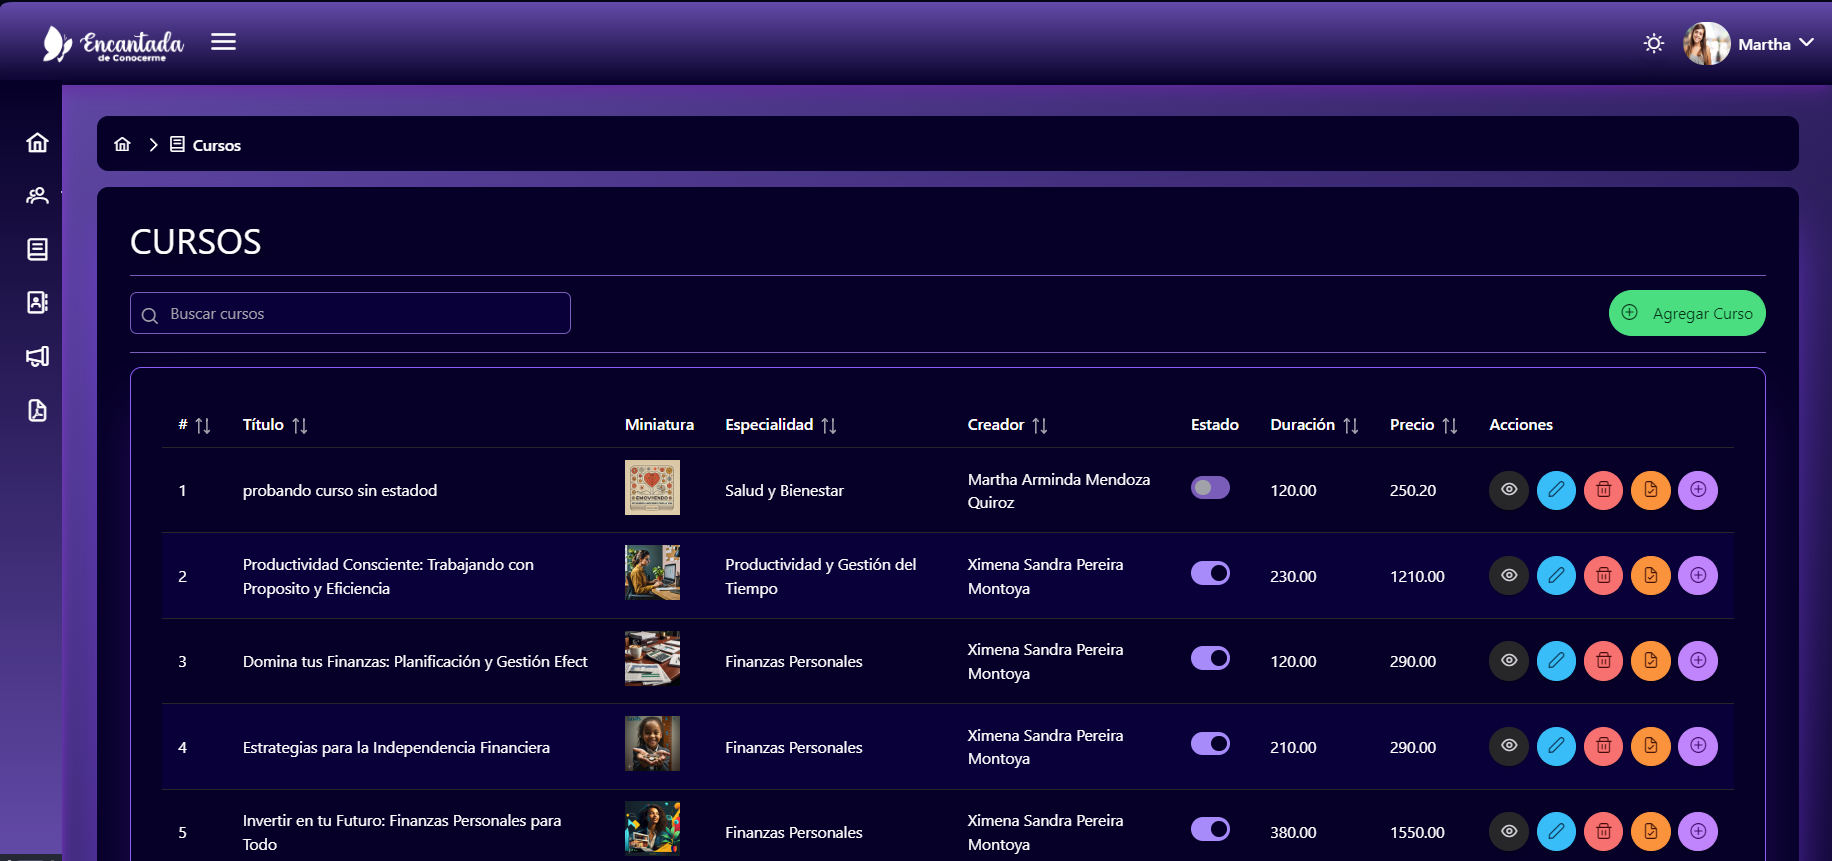 Encantada
de Conocerme
Martha
Cursos
CURSOS
Buscar cursos
Agregar Curso
# Título Miniatura Especialidad Creador Estado Duración Precio Acciones
1 probando curso sin estadod EMOVIENDO Salud y Bienestar Martha Arminda Mendoza Quiroz 120.00 250.20
2 Productividad Consciente: Trabajando con Proposito y Eficiencia Productividad y Gestión del Tiempo Ximena Sandra Pereira Montoya 230.00 1210.00
3 Domina tus Finanzas: Planificación y Gestión Efect Finanzas Personales Ximena Sandra Pereira Montoya 120.00 290.00
4 Estrategias para la Independencia Financiera Finanzas Personales Ximena Sandra Pereira Montoya 210.00 290.00
5 Invertir en tu Futuro: Finanzas Personales para Todo Finanzas Personales Ximena Sandra Pereira Montoya 380.00 1550.00